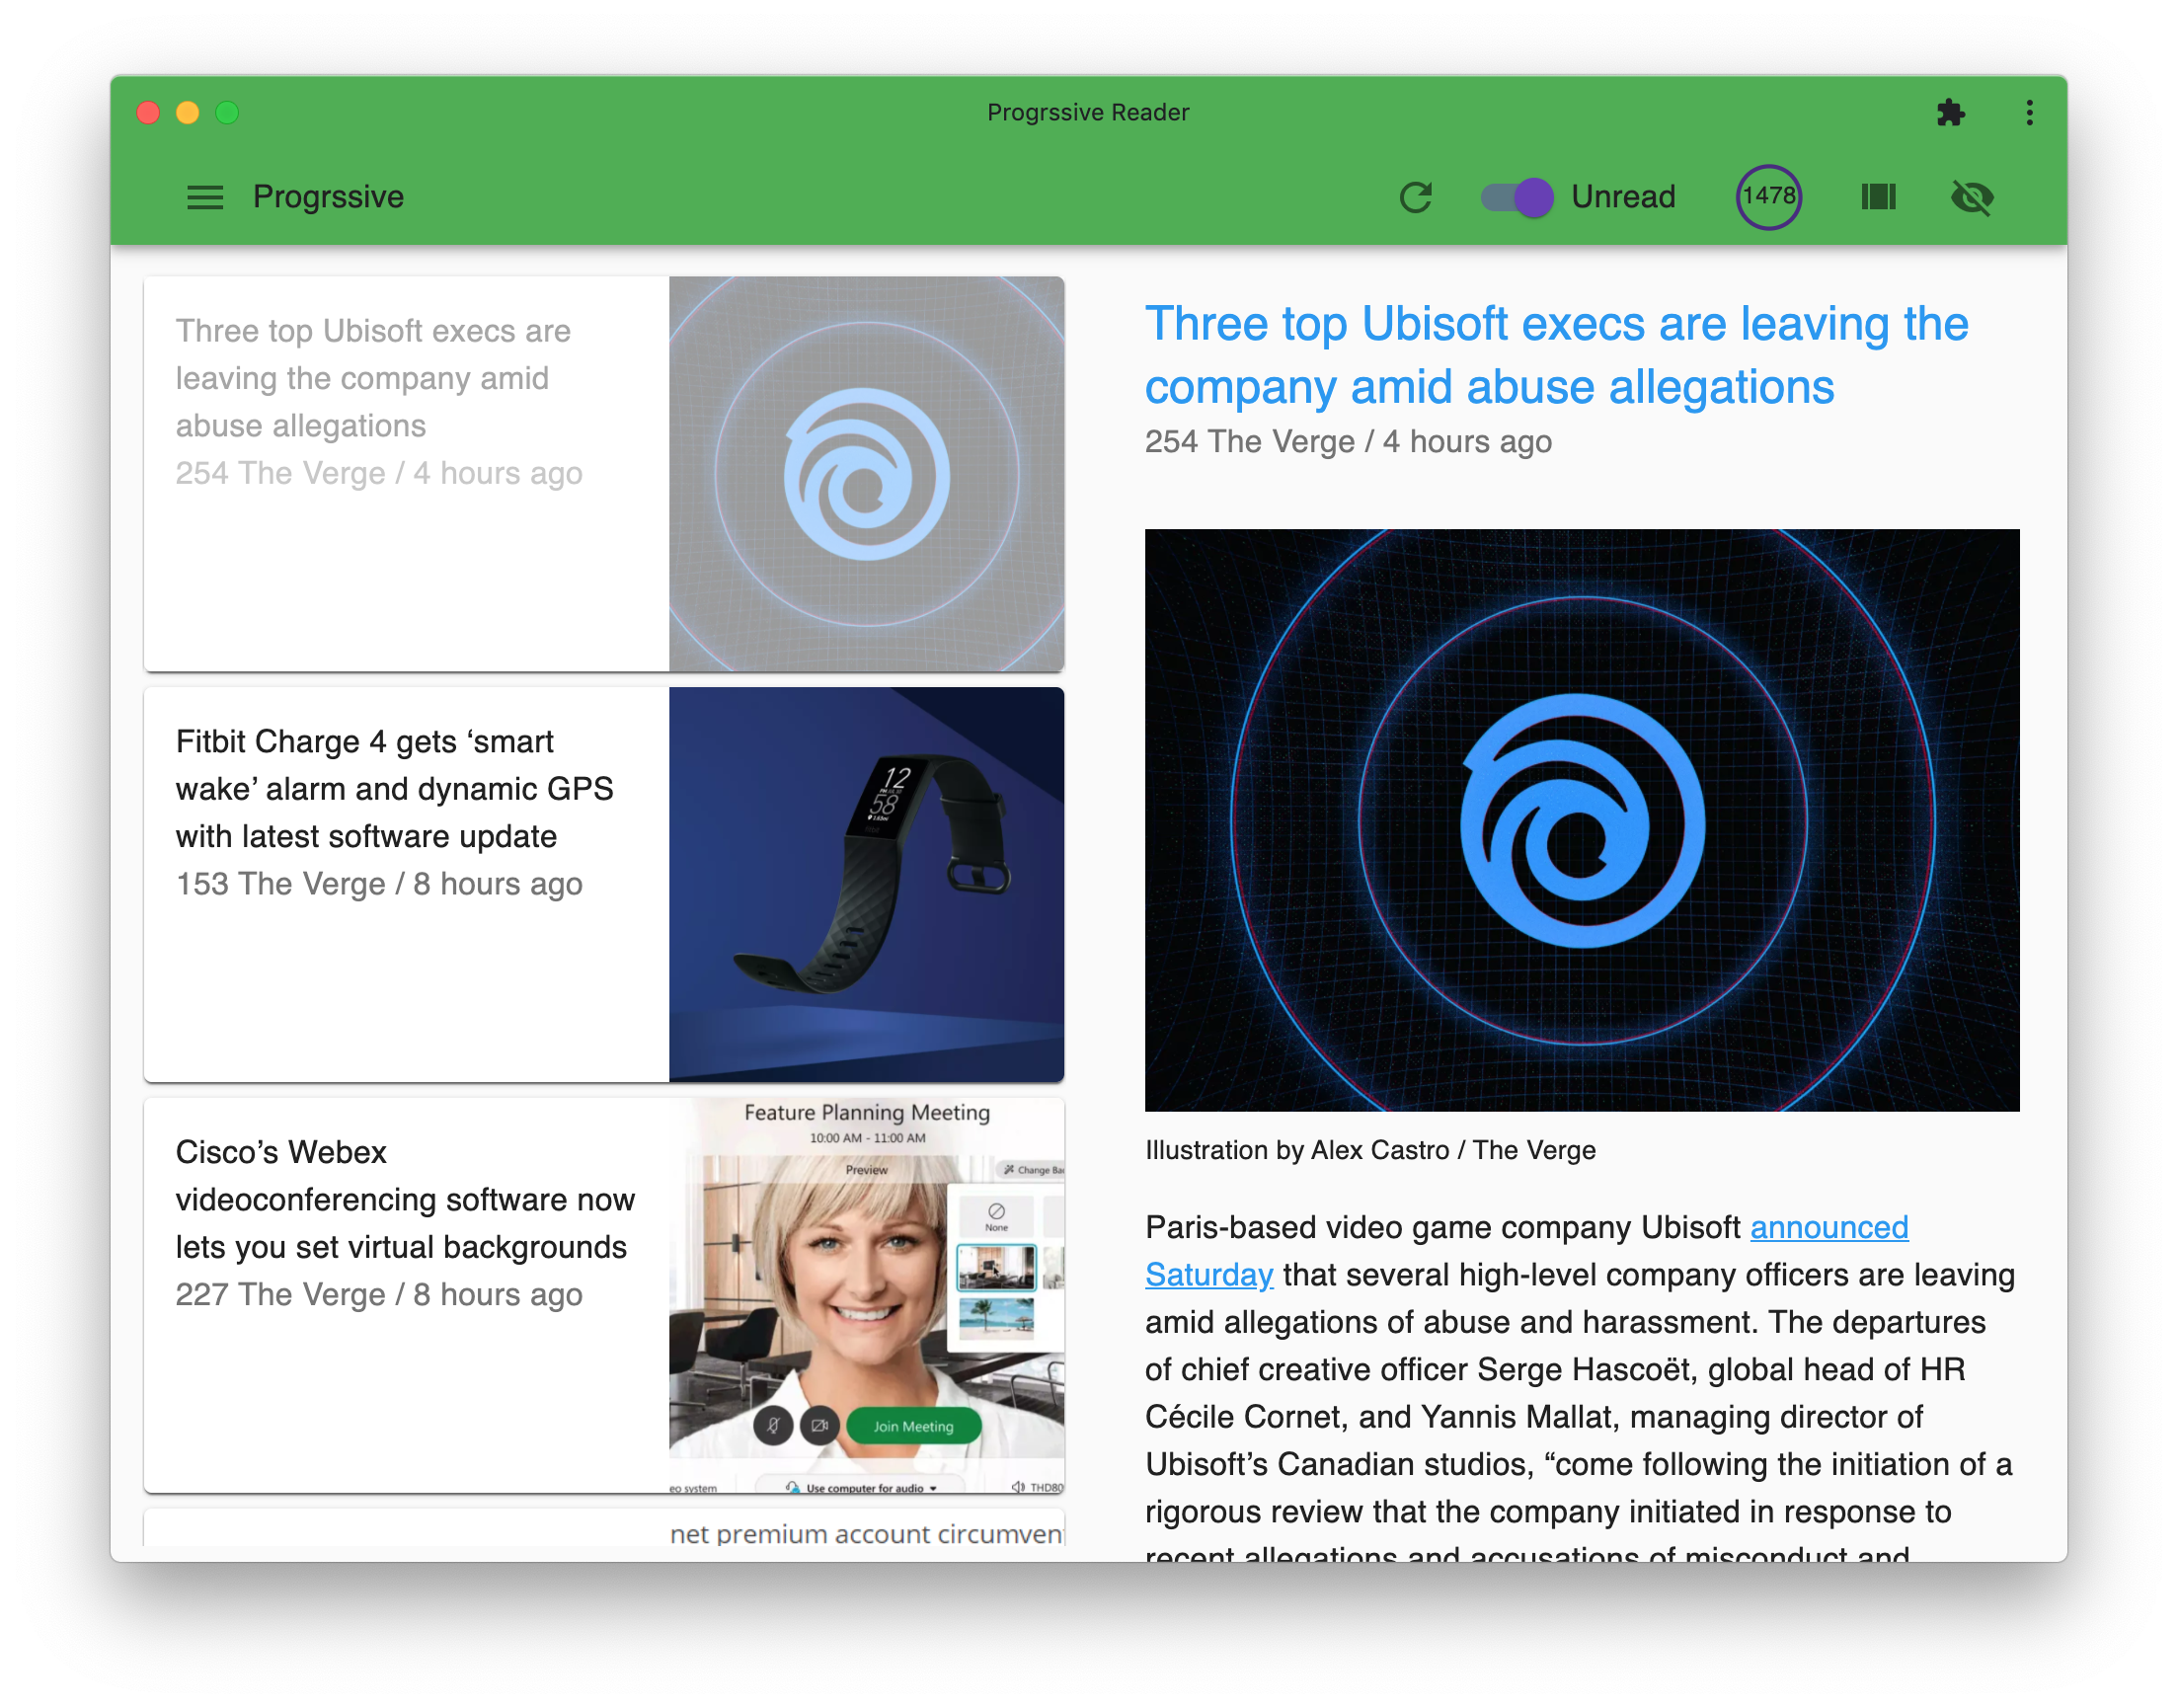 Progrssive Reader
Progrssive
Unread
1478
Three top Ubisoft execs are
leaving the company amid
abuse allegations
254 The Verge / 4 hours ago
Fitbit Charge 4 gets ‘smart
wake’ alarm and dynamic GPS
with latest software update
153 The Verge / 8 hours ago
12
58
Cisco’s Webex
videoconferencing software now
lets you set virtual backgrounds
227 The Verge / 8 hours ago
Feature Planning Meeting
10:00 AM - 11:00 AM
Preview
Change Ba
None
Join Meeting
eo system
Use computer for audio
THD80
net premium account circumven
Three top Ubisoft execs are leaving the
company amid abuse allegations
254 The Verge / 4 hours ago
Illustration by Alex Castro / The Verge
Paris-based video game company Ubisoft announced
Saturday that several high-level company officers are leaving
amid allegations of abuse and harassment. The departures
of chief creative officer Serge Hascoët, global head of HR
Cécile Cornet, and Yannis Mallat, managing director of
Ubisoft’s Canadian studios, “come following the initiation of a
rigorous review that the company initiated in response to
recent allegations and accusations of misconduct and